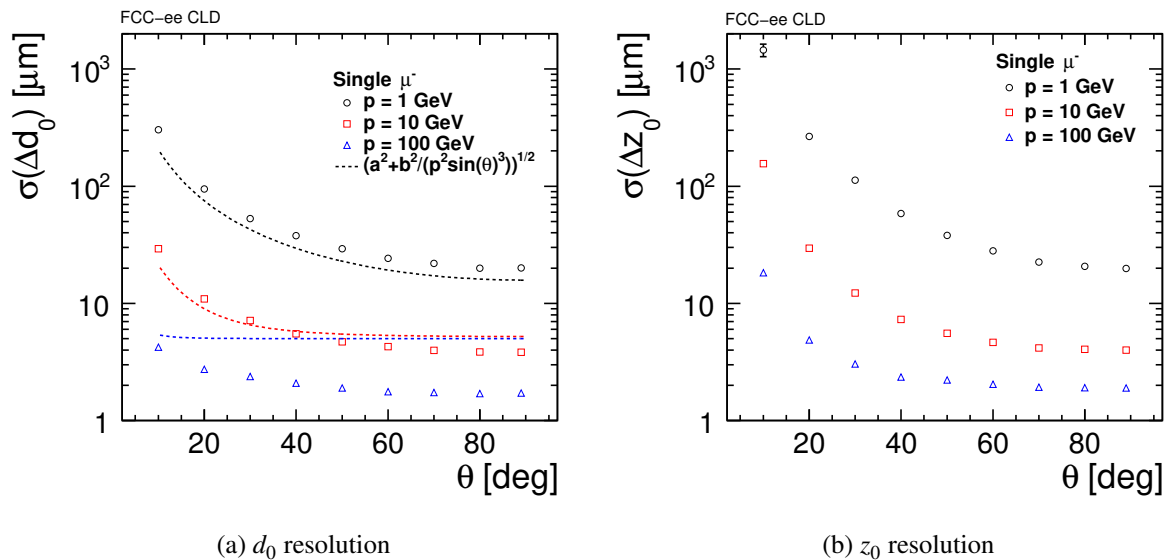 FCC-ee CLD
σ(Δd₀) [μm]
10³
10²
10
1
Single μ⁻
p = 1 GeV
p = 10 GeV
p = 100 GeV
(a²+b²/(p²sin(θ)³))^1/2
20 40 60 80
θ [deg]
(a) d₀ resolution
FCC-ee CLD
σ(Δz₀) [μm]
10³
10²
10
1
Single μ⁻
p = 1 GeV
p = 10 GeV
p = 100 GeV
20 40 60 80
θ [deg]
(b) z₀ resolution